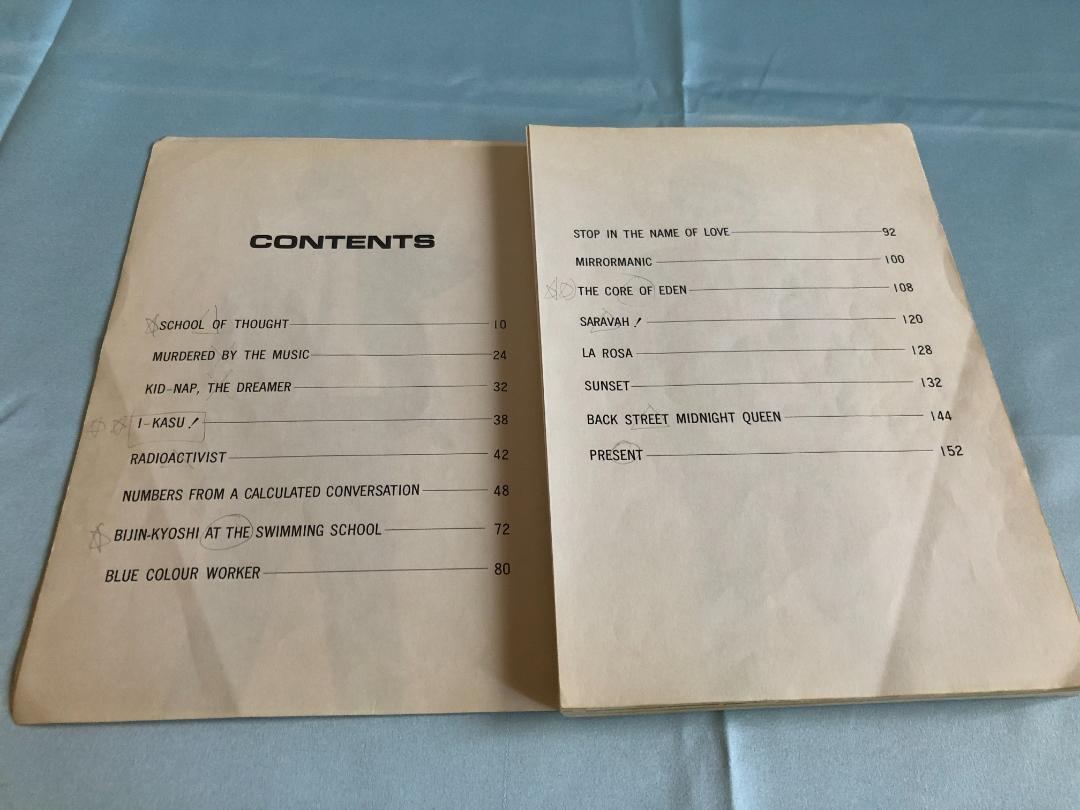 CONTENTS
SCHOOL OF THOUGHT 10
MURDERED BY THE MUSIC 24
KID-NAP, THE DREAMER 32
I-KASU! 38
RADIOACTIVIST 42
NUMBERS FROM A CALCULATED CONVERSATION 48
BIJIN-KYOSHI AT THE SWIMMING SCHOOL 72
BLUE COLOUR WORKER 80
STOP IN THE NAME OF LOVE 92
MIRRORMANIC 100
THE CORE OF EDEN 108
SARAVAH! 120
LA ROSA 128
SUNSET 132
BACK STREET MIDNIGHT QUEEN 144
PRESENT 152